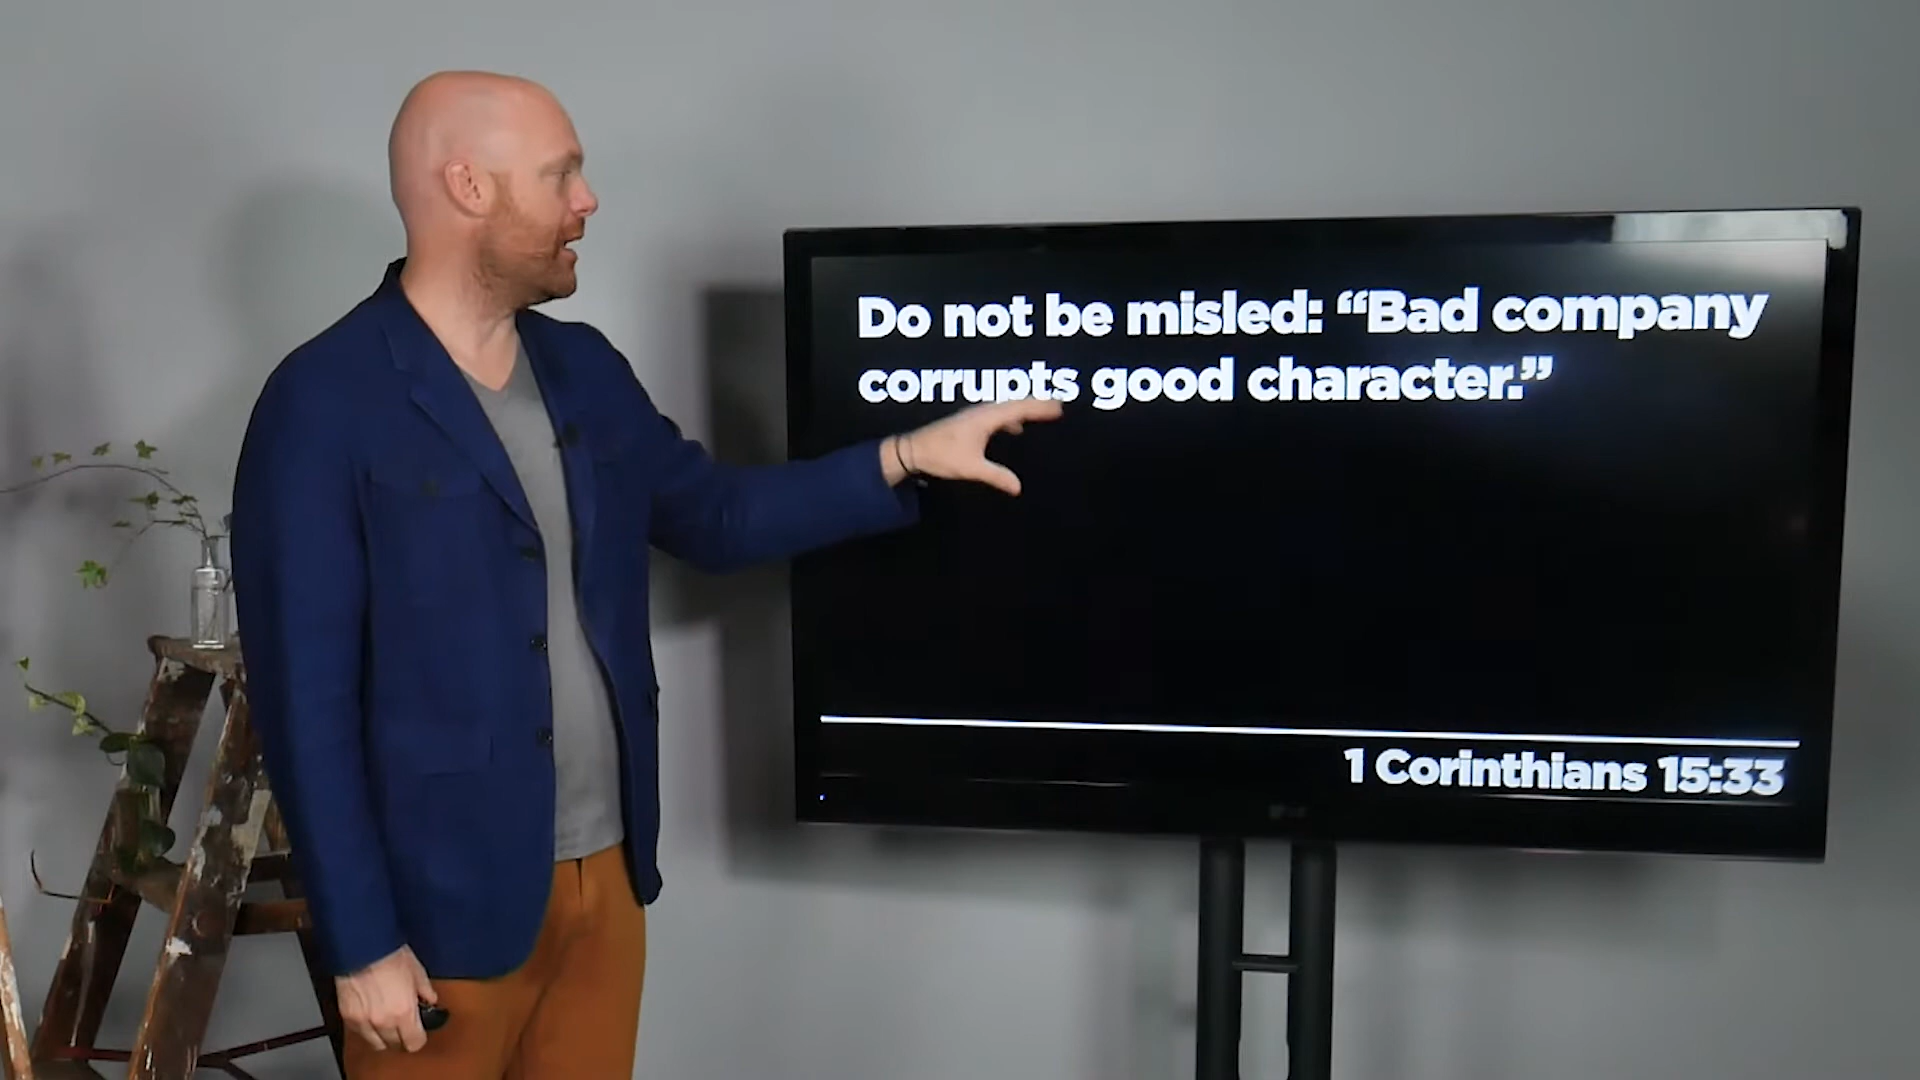 Do not be misled: “Bad company
corrupts good character.”
1 Corinthians 15:33